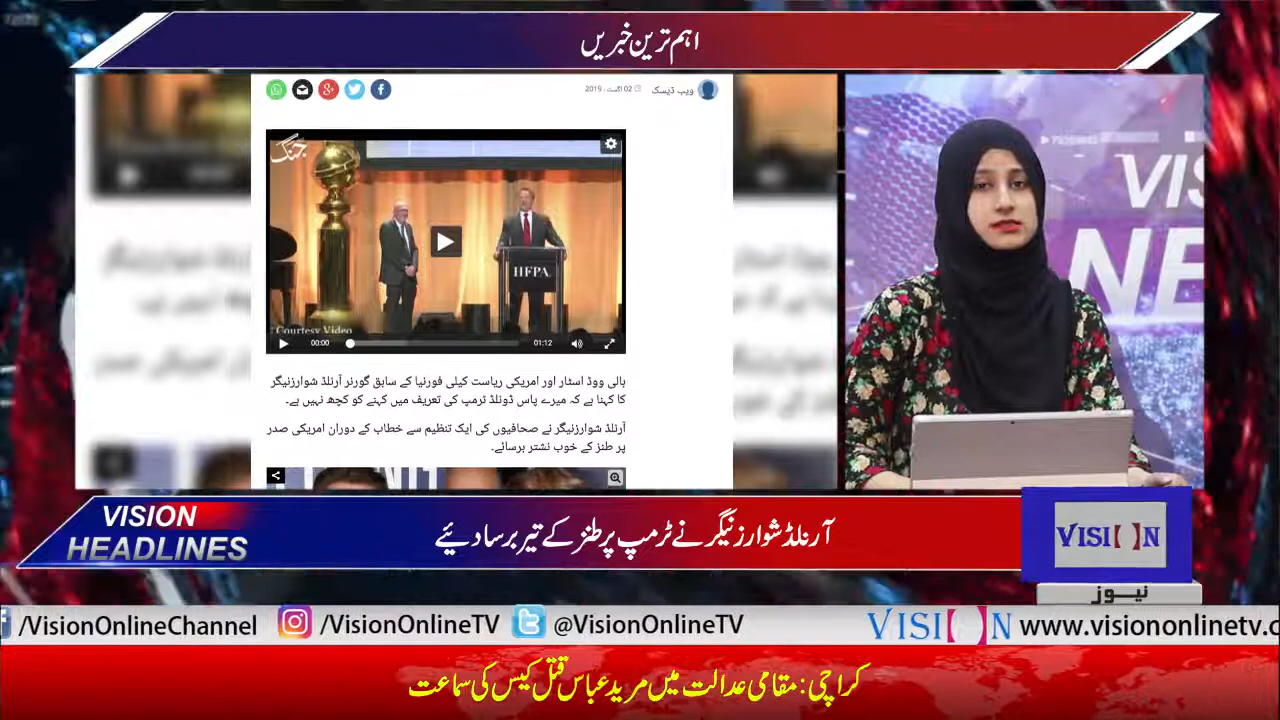 اہم ترین خبریں
ویب ڈیسک
02 اگست ، 2019
جنگ
HFPA
Courtesy Video
00:00
01:12
ہالی ووڈ اسٹار اور امریکی ریاست کیلی فورنیا کے سابق گورنر آرنلڈ شوارزنیگر
کا کہنا ہے کہ میرے پاس ڈونلڈ ٹرمپ کی تعریف میں کہنے کو کچھ نہیں ہے۔
آرنلڈ شوارزنیگر نے صحافیوں کی ایک تنظیم سے خطاب کے دوران امریکی صدر
پر طنز کے خوب نشتر برسائے۔
VIS
NE
VISION
HEADLINES
آرنلڈ شوارزنیگر نے ٹرمپ پر طنز کے تیر برسا دیئے
VISION
نیوز
/VisionOnlineChannel
/VisionOnlineTV
@VisionOnlineTV
VISION
www.visiononlinetv.c
کراچی: مقامی عدالت میں مرید عباس قتل کیس کی سماعت